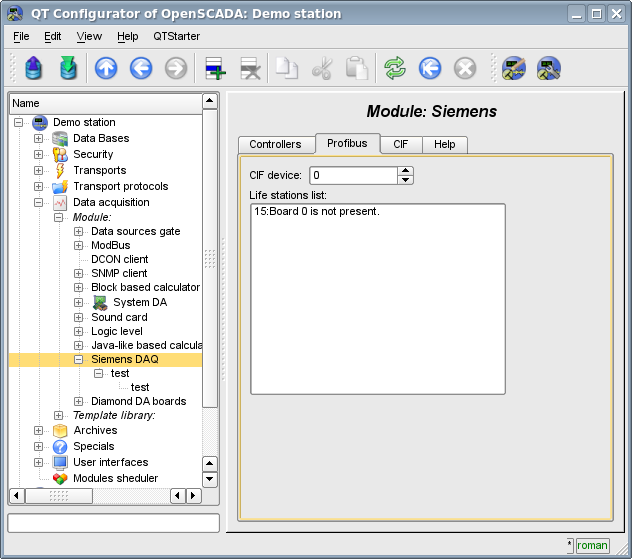 QT Configurator of OpenSCADA: Demo station
File Edit View Help QTStarter
Name
Demo station
Data Bases
Security
Transports
Transport protocols
Data acquisition
Module:
Data sources gate
ModBus
DCON client
SNMP client
Block based calculator
System DA
Sound card
Logic level
Java-like based calcula
Siemens DAQ
test
test
Diamond DA boards
Template library:
Archives
Specials
User interfaces
Modules sheduler
Module: Siemens
Controllers Profibus CIF Help
CIF device: 0
Life stations list:
15:Board 0 is not present.
* roman